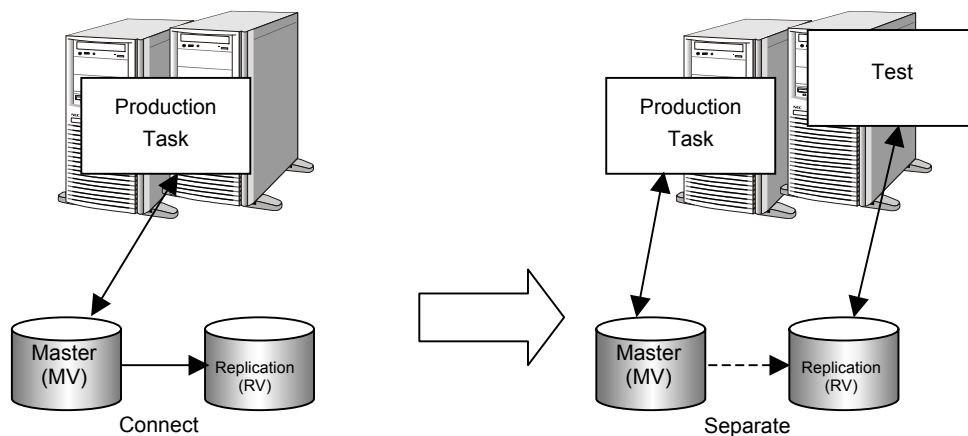 Production
Task
Master
(MV)
Replication
(RV)
Connect
Production
Task
Test
Master
(MV)
Replication
(RV)
Separate